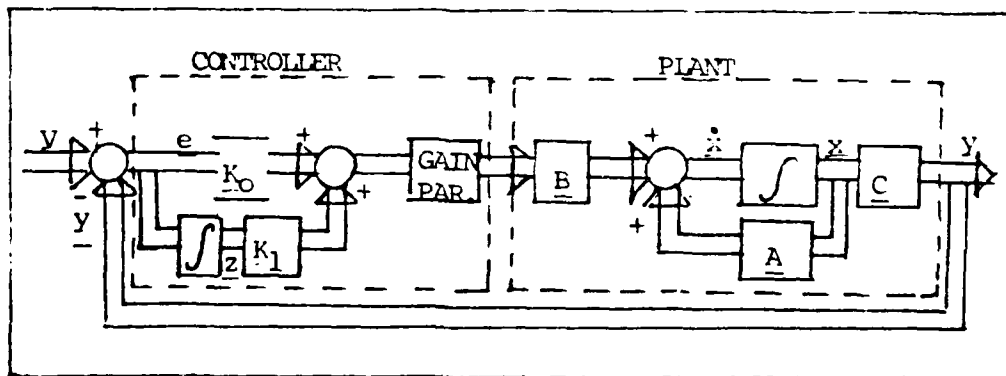 CONTROLLER
PLANT
y + e K₀ + + GAIN PAR. B + ẋ ∫ x C y
- y
∫ z K₁
+ A